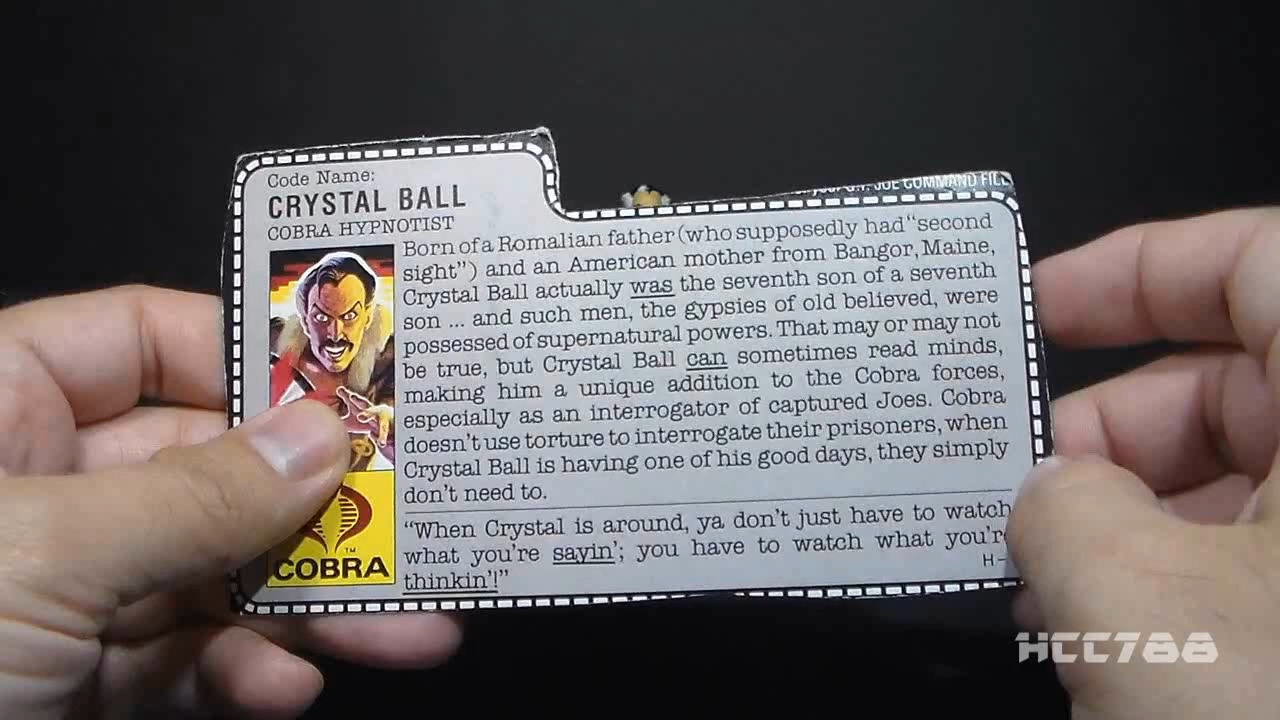 G.I. JOE COMMAND FILE
Code Name:
CRYSTAL BALL
COBRA HYPNOTIST
Born of a Romalian father (who supposedly had "second
sight") and an American mother from Bangor, Maine,
Crystal Ball actually was the seventh son of a seventh
son ... and such men, the gypsies of old believed, were
possessed of supernatural powers. That may or may not
be true, but Crystal Ball can sometimes read minds,
making him a unique addition to the Cobra forces,
especially as an interrogator of captured Joes. Cobra
doesn't use torture to interrogate their prisoners, when
Crystal Ball is having one of his good days, they simply
don't need to.
"When Crystal is around, ya don't just have to watch
what you're sayin'; you have to watch what you're
thinkin'!"
H-
TM
COBRA
HCC788